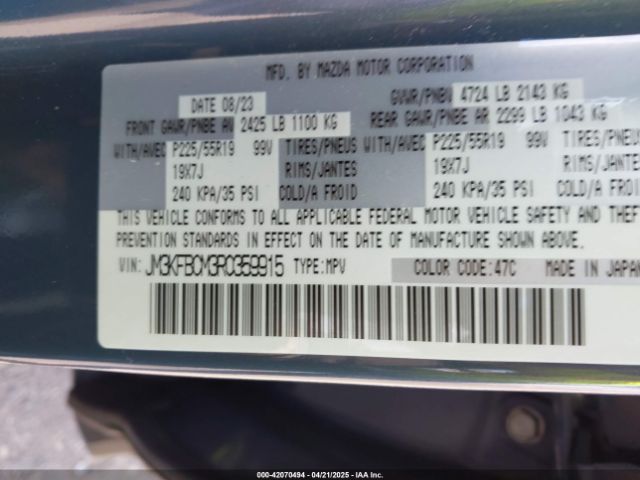 MFD. BY MAZDA MOTOR CORPORATION
DATE 08/23 GVWR/PNBV 4724 LB 2143 KG
FRONT GAWR/PNBE AV 2425 LB 1100 KG REAR GAWR/PNBE AR 2299 LB 1043 KG
WITH/AVEC P225/55R19 99V TIRES/PNEUS WITH/AVEC P225/55R19 99V TIRES/PNEUS
19X7J RIMS/JANTES 19X7J RIMS/JANTES
240 KPA/35 PSI COLD/A FROID 240 KPA/35 PSI COLD/A FROID
THIS VEHICLE CONFORMS TO ALL APPLICABLE FEDERAL MOTOR VEHICLE SAFETY AND THEFT
PREVENTION STANDARDS IN EFFECT ON THE DATE OF MANUFACTURE SHOWN ABOVE.
VIN: JM3KFBCM3R0359915 TYPE:MPV COLOR CODE:47C MADE IN JAPAN
000-42070494 04/21/2025 - IAAI.com